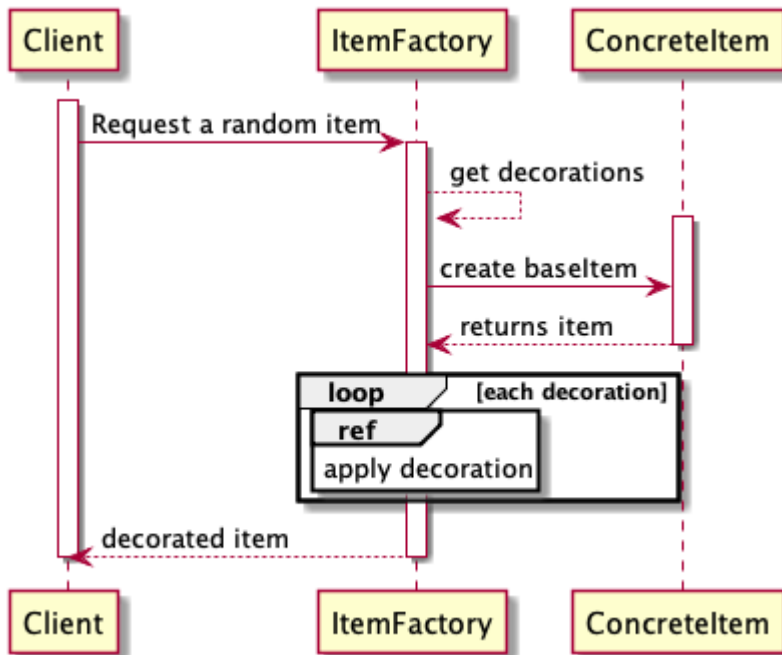 Client ItemFactory ConcreteItem
Request a random item
get decorations
create baseItem
returns item
loop [each decoration]
ref
apply decoration
decorated item
Client ItemFactory ConcreteItem